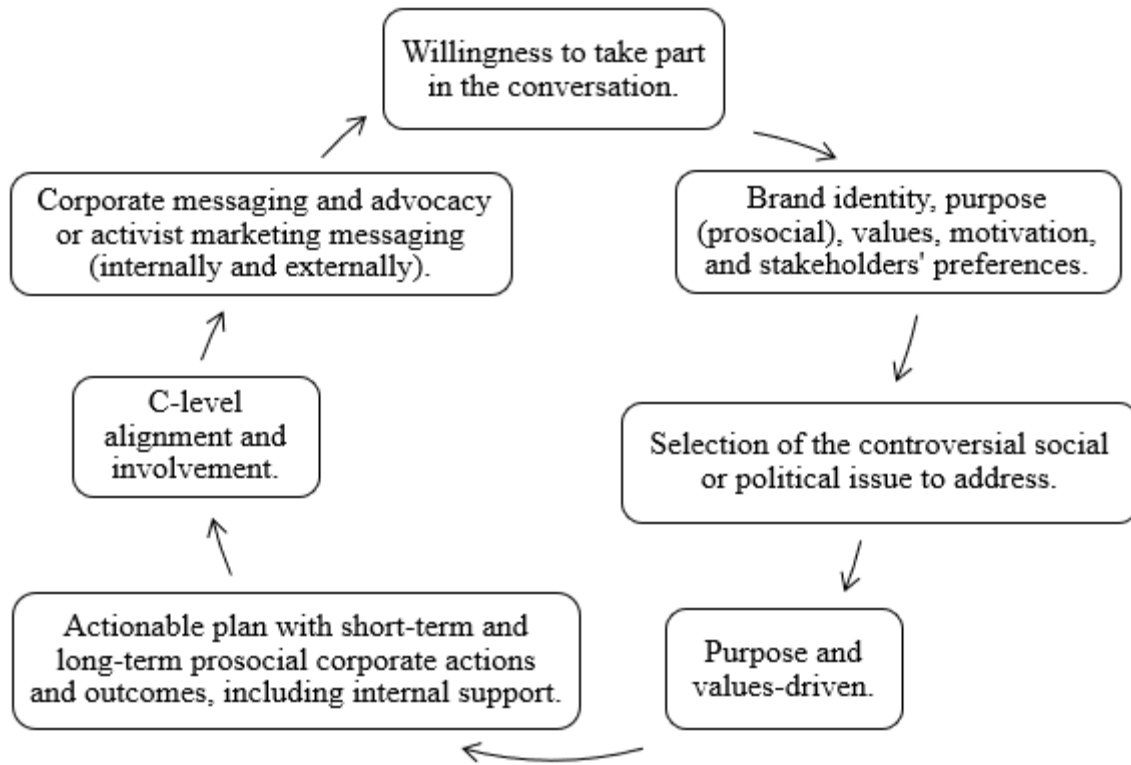 Willingness to take part
in the conversation.
Brand identity, purpose
(prosocial), values, motivation,
and stakeholders' preferences.
Selection of the controversial social
or political issue to address.
Purpose and
values-driven.
Actionable plan with short-term and
long-term prosocial corporate actions
and outcomes, including internal support.
C-level
alignment and
involvement.
Corporate messaging and advocacy
or activist marketing messaging
(internally and externally).